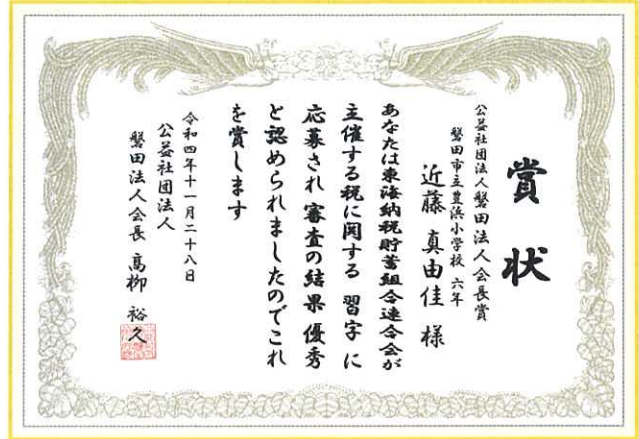 賞状
公益社団法人磐田法人会長賞
磐田市立豊浜小学校 六年
近藤 真由佳 様
あなたは東海納税貯蓄組合連合会が
主催する税に関する 習字 に
応募され審査の結果 優秀
と認められましたのでこれ
を賞します
令和四年十一月二十八日
公益社団法人
磐田法人会長 髙柳 裕久